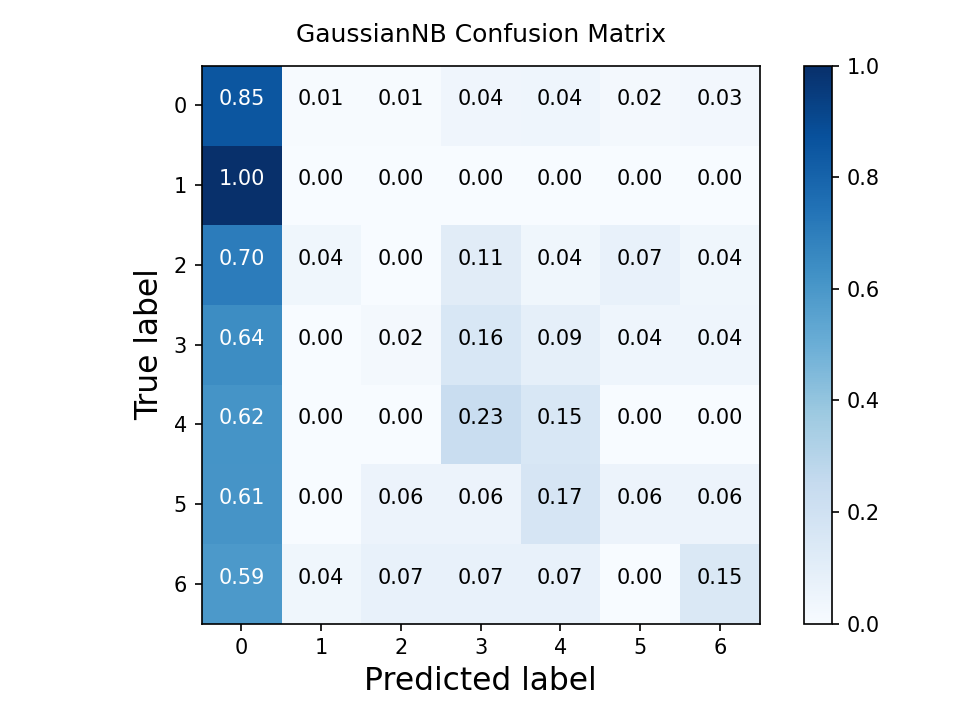 GaussianNB Confusion Matrix
0 0.85 0.01 0.01 0.04 0.04 0.02 0.03
1 1.00 0.00 0.00 0.00 0.00 0.00 0.00
2 0.70 0.04 0.00 0.11 0.04 0.07 0.04
3 0.64 0.00 0.02 0.16 0.09 0.04 0.04
4 0.62 0.00 0.00 0.23 0.15 0.00 0.00
5 0.61 0.00 0.06 0.06 0.17 0.06 0.06
6 0.59 0.04 0.07 0.07 0.07 0.00 0.15
0 1 2 3 4 5 6
Predicted label
True label
1.0
0.8
0.6
0.4
0.2
0.0